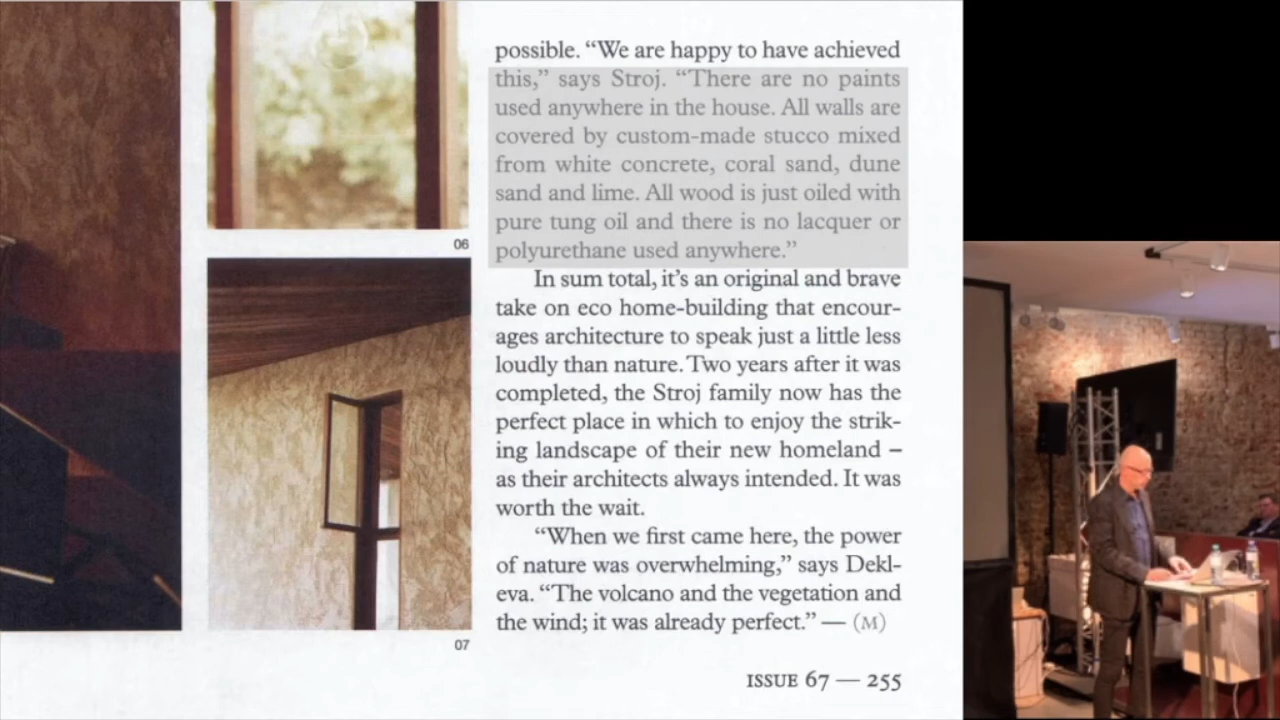 possible. “We are happy to have achieved
this,” says Stroj. “There are no paints
used anywhere in the house. All walls are
covered by custom-made stucco mixed
from white concrete, coral sand, dune
sand and lime. All wood is just oiled with
pure tung oil and there is no lacquer or
polyurethane used anywhere.”
In sum total, it’s an original and brave
take on eco home-building that encour-
ages architecture to speak just a little less
loudly than nature. Two years after it was
completed, the Stroj family now has the
perfect place in which to enjoy the strik-
ing landscape of their new homeland –
as their architects always intended. It was
worth the wait.
“When we first came here, the power
of nature was overwhelming,” says Dekl-
eva. “The volcano and the vegetation and
the wind; it was already perfect.” — (M)
06
07
ISSUE 67 — 255